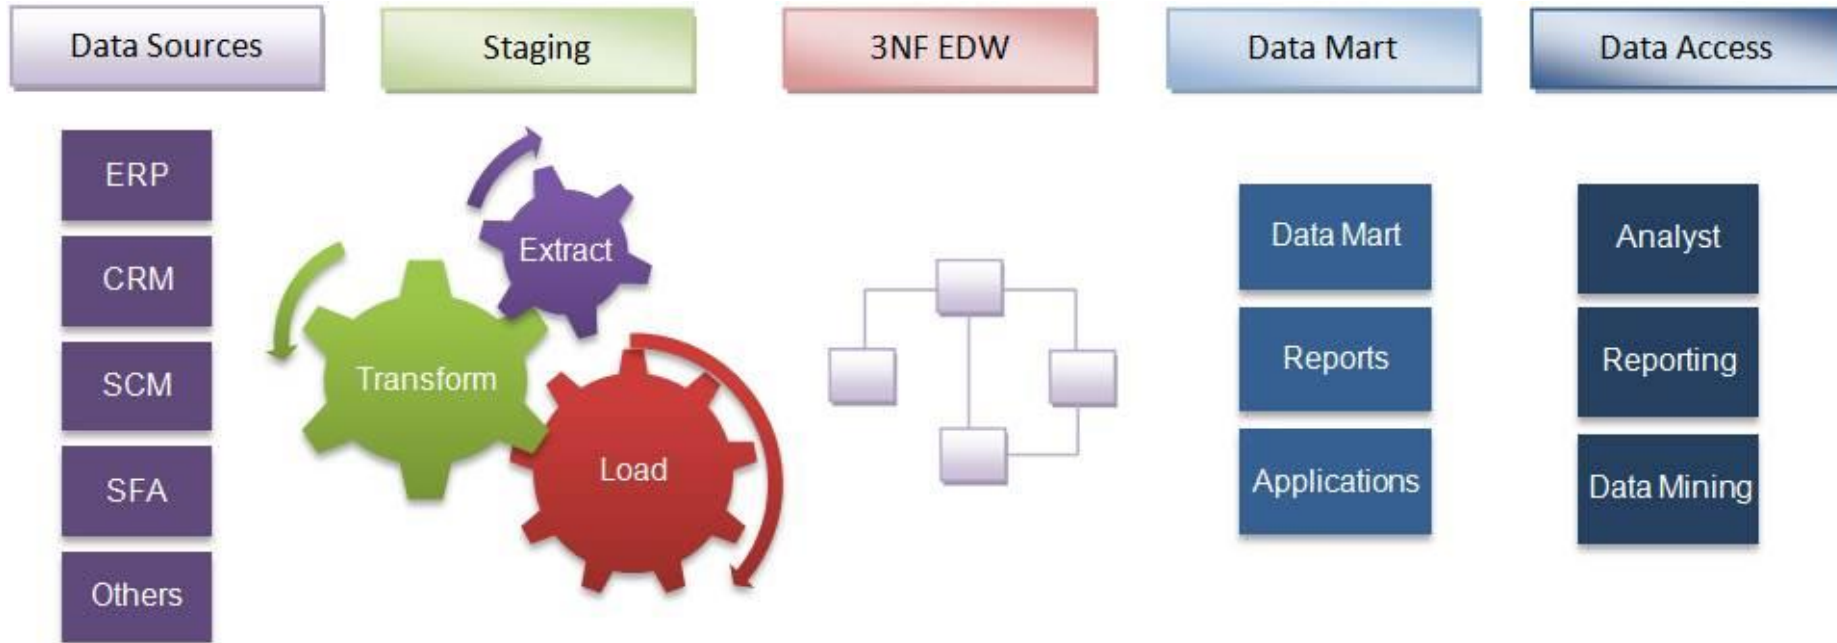 Data Sources
Staging
3NF EDW
Data Mart
Data Access
ERP
CRM
SCM
SFA
Others
Extract
Transform
Load
Data Mart
Reports
Applications
Analyst
Reporting
Data Mining